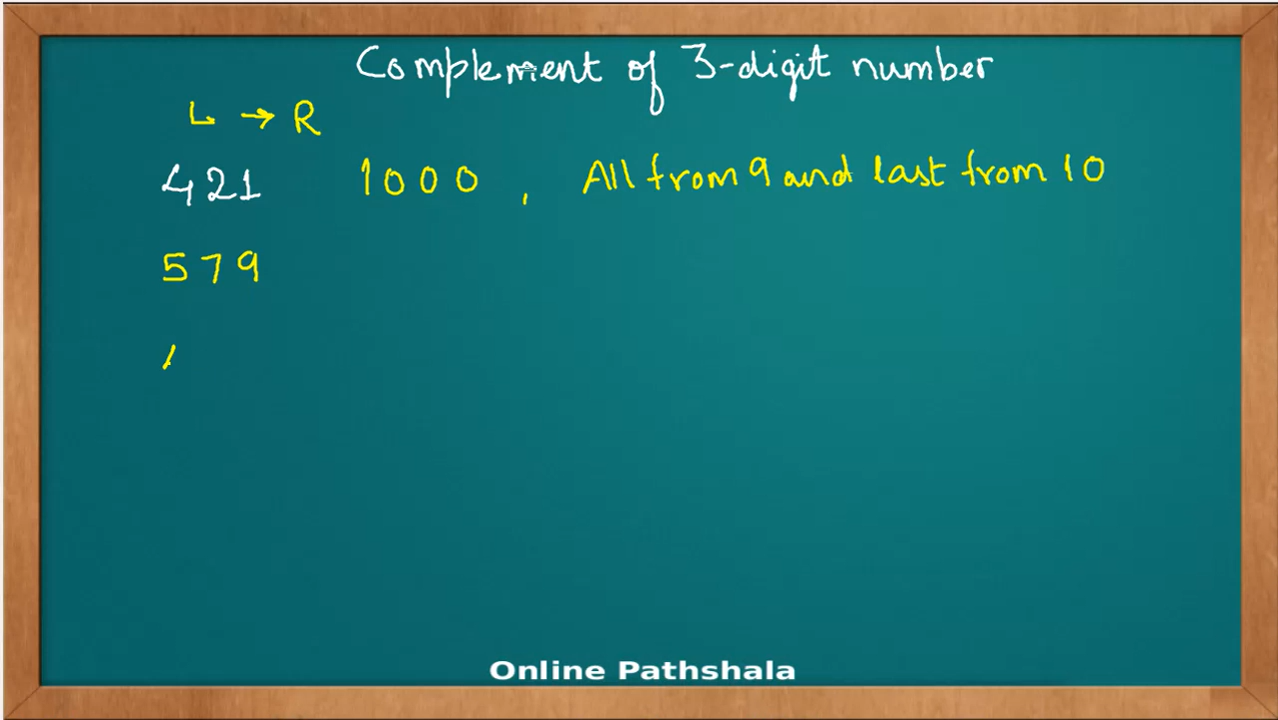 Complement of 3-digit number
L → R
421 1000, All from 9 and last from 10
579
Online Pathshala